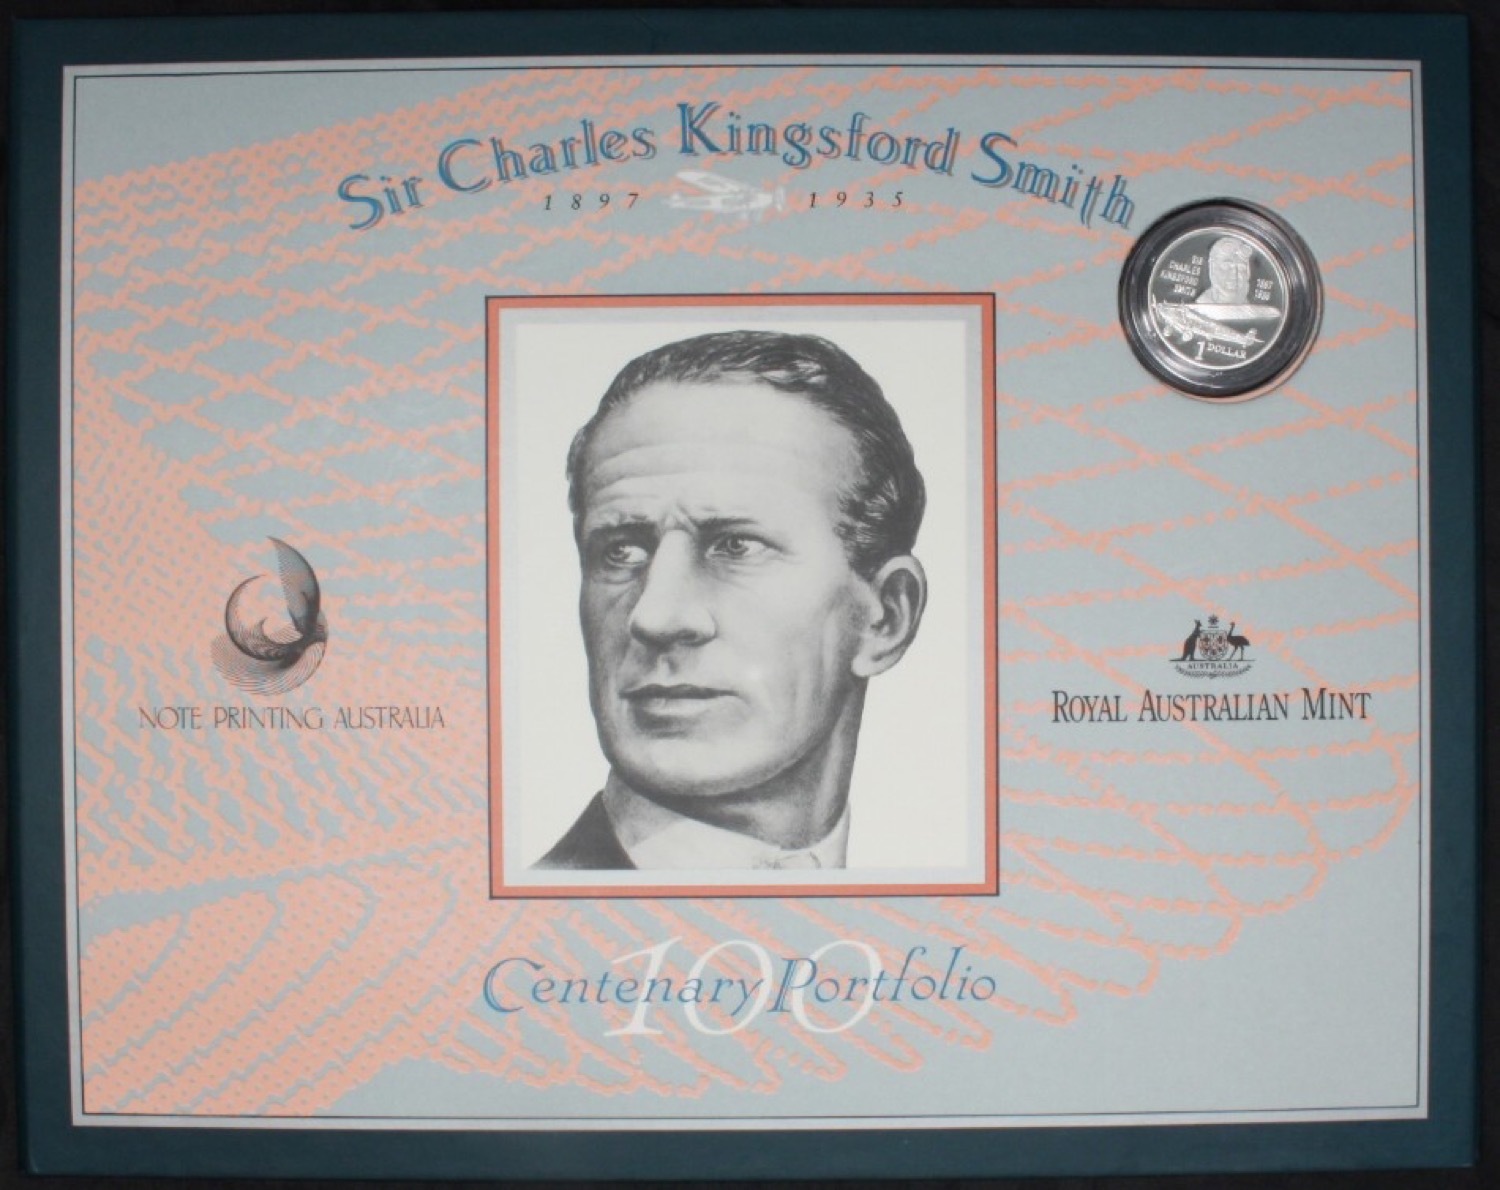 Sir Charles Kingsford Smith
1897 1935
SIR
CHARLES
KINGSFORD
SMITH
1897
1935
1 DOLLAR
NOTE PRINTING AUSTRALIA
AUSTRALIA
ROYAL AUSTRALIAN MINT
100
Centenary Portfolio